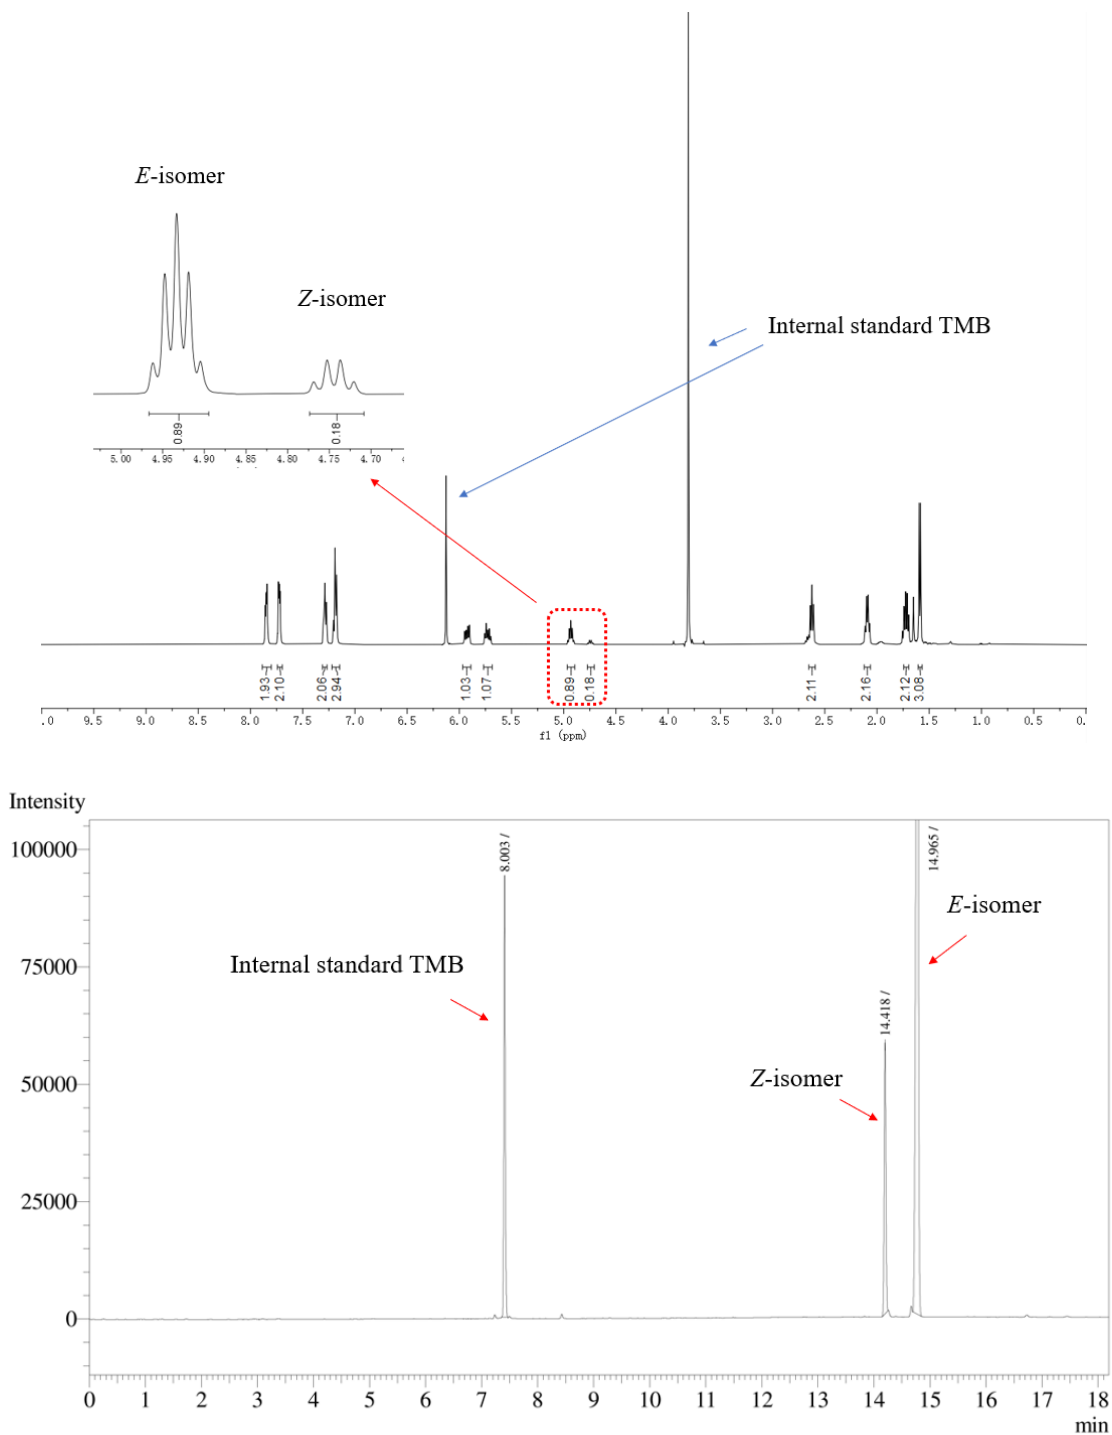 E-isomer
Z-isomer
Internal standard TMB
0.89
0.18
5.00 4.95 4.90 4.85 4.80 4.75 4.70
1.93 2.10 2.06 2.94 1.03 1.07 0.89 0.18 2.11 2.16 2.12 3.08
.0 9.5 9.0 8.5 8.0 7.5 7.0 6.5 6.0 5.5 5.0 4.5 4.0 3.5 3.0 2.5 2.0 1.5 1.0 0.5 0.
f1 (ppm)
Intensity
100000
75000
50000
25000
0
8.003 /
14.418 /
14.965 /
E-isomer
Internal standard TMB
Z-isomer
0 1 2 3 4 5 6 7 8 9 10 11 12 13 14 15 16 17 18
min